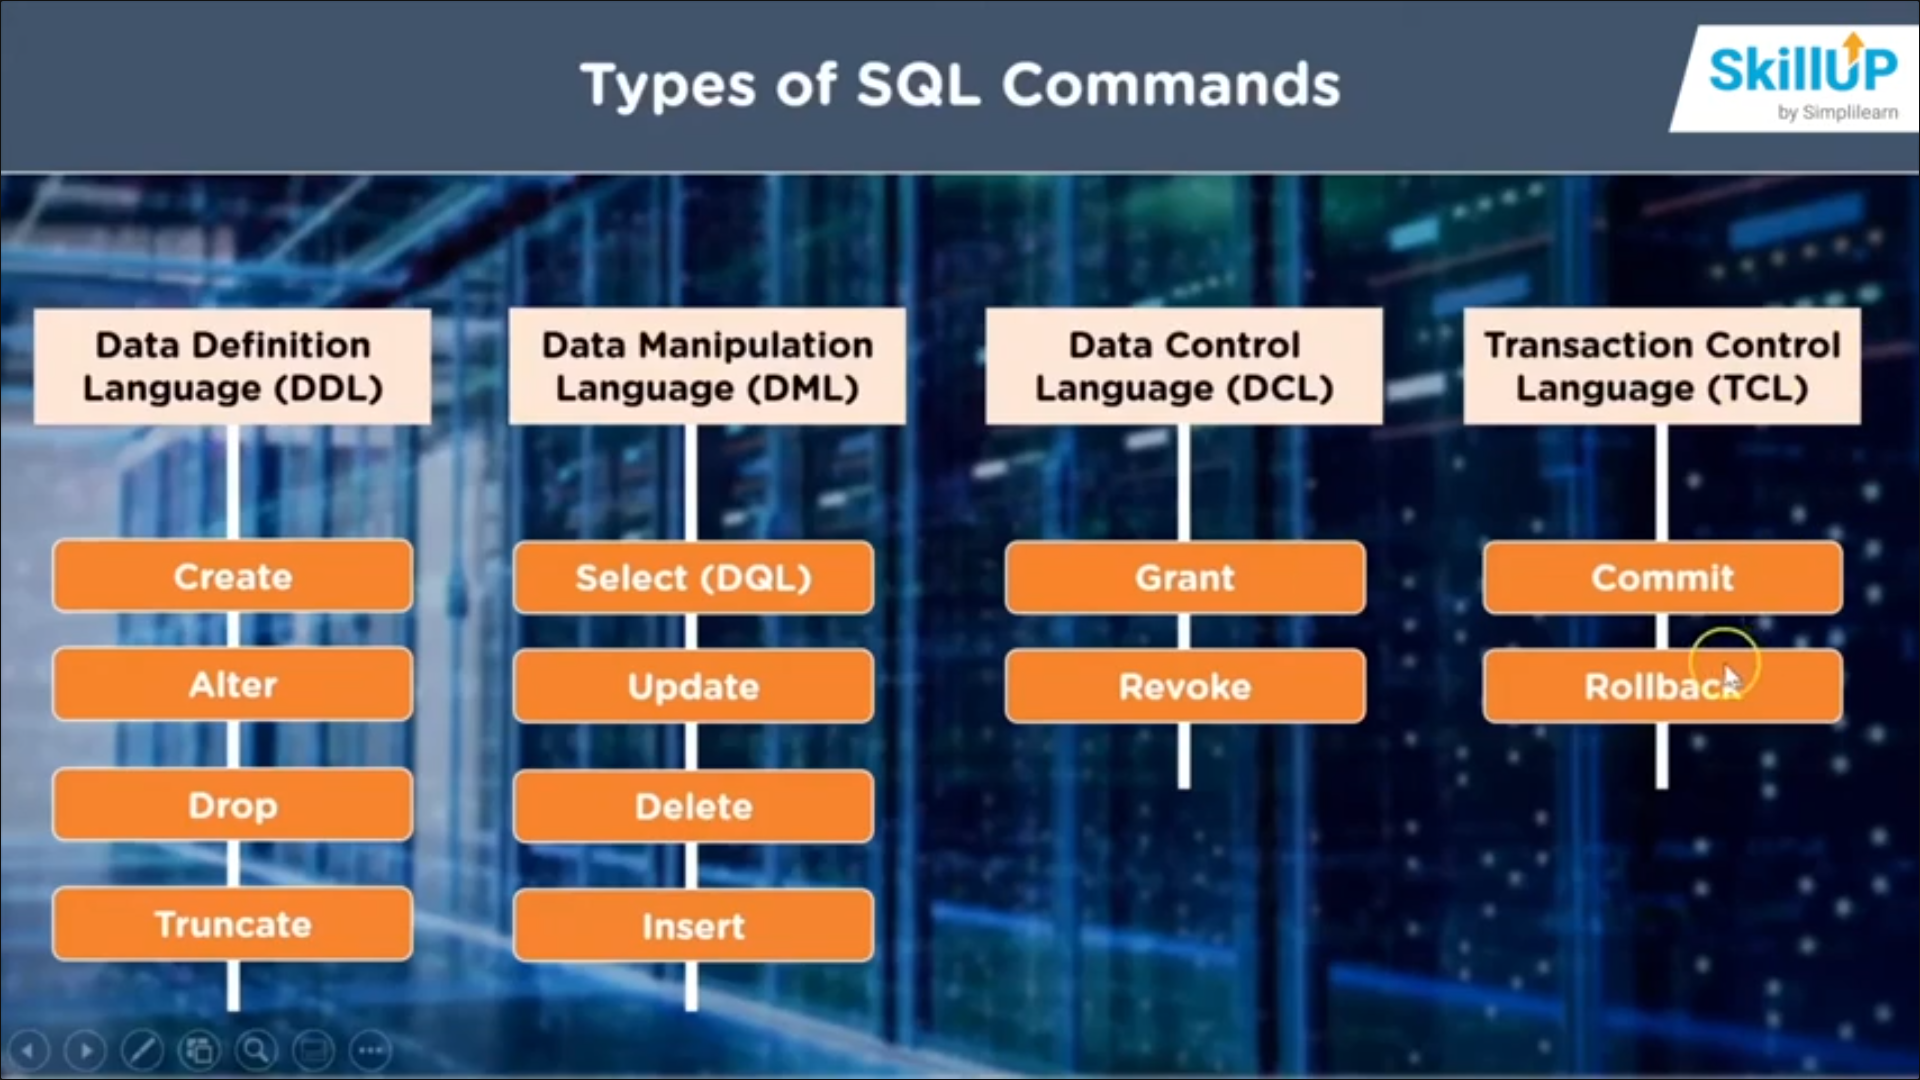 Types of SQL Commands
SkillUP
by Simplilearn
Data Definition
Language (DDL)
Create
Alter
Drop
Truncate
Data Manipulation
Language (DML)
Select (DQL)
Update
Delete
Insert
Data Control
Language (DCL)
Grant
Revoke
Transaction Control
Language (TCL)
Commit
Rollback